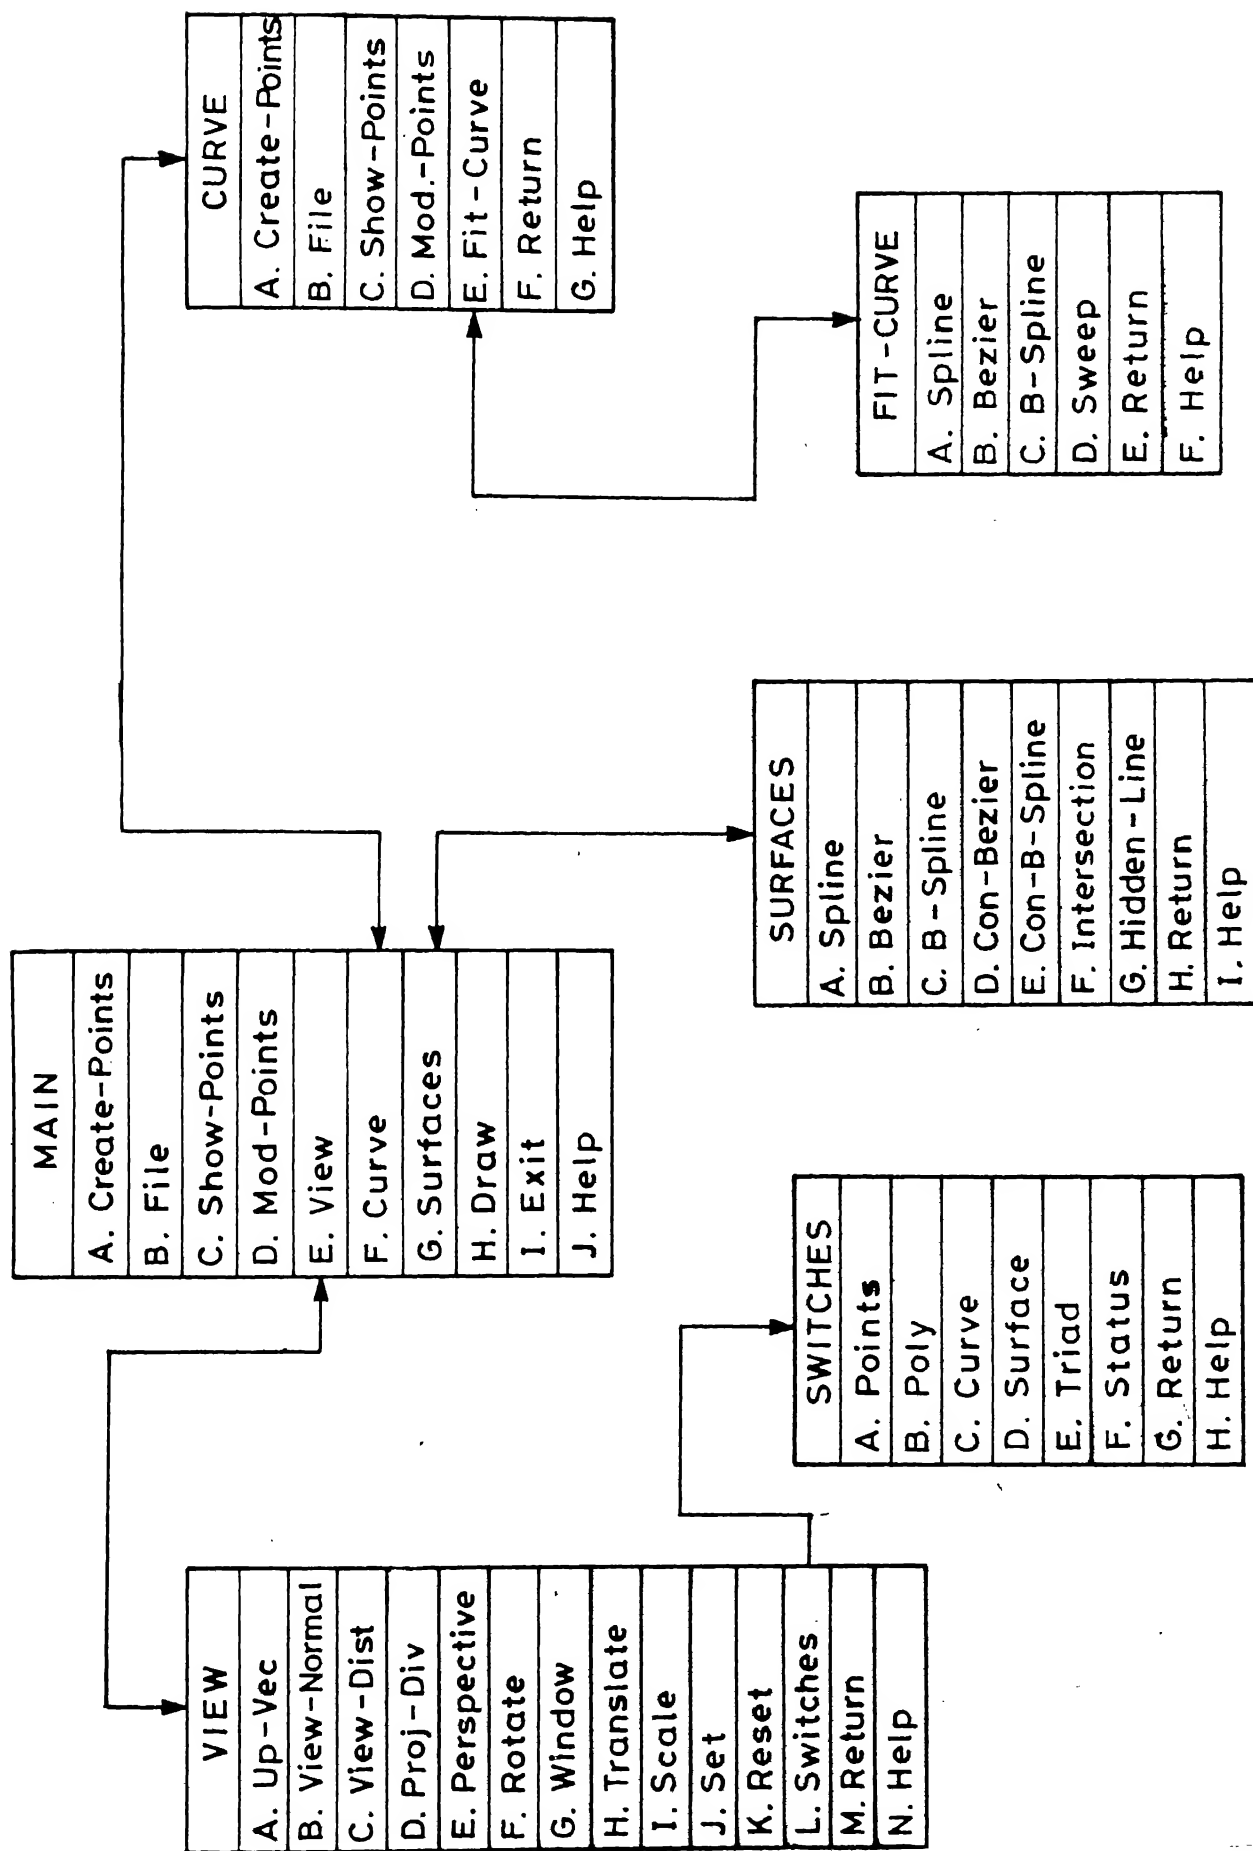 MAIN
A. Create-Points
B. File
C. Show-Points
D. Mod-Points
E. View
F. Curve
G. Surfaces
H. Draw
I. Exit
J. Help
VIEW
A. Up-Vec
B. View-Normal
C. View-Dist
D. Proj-Div
E. Perspective
F. Rotate
G. Window
H. Translate
I. Scale
J. Set
K. Reset
L. Switches
M. Return
N. Help
CURVE
A. Create-Points
B. File
C. Show-Points
D. Mod.-Points
E. Fit-Curve
F. Return
G. Help
SWITCHES
A. Points
B. Poly
C. Curve
D. Surface
E. Triad
F. Status
G. Return
H. Help
SURFACES
A. Spline
B. Bezier
C. B-Spline
D. Con-Bezier
E. Con-B-Spline
F. Intersection
G. Hidden-Line
H. Return
I. Help
FIT-CURVE
A. Spline
B. Bezier
C. B-Spline
D. Sweep
E. Return
F. Help